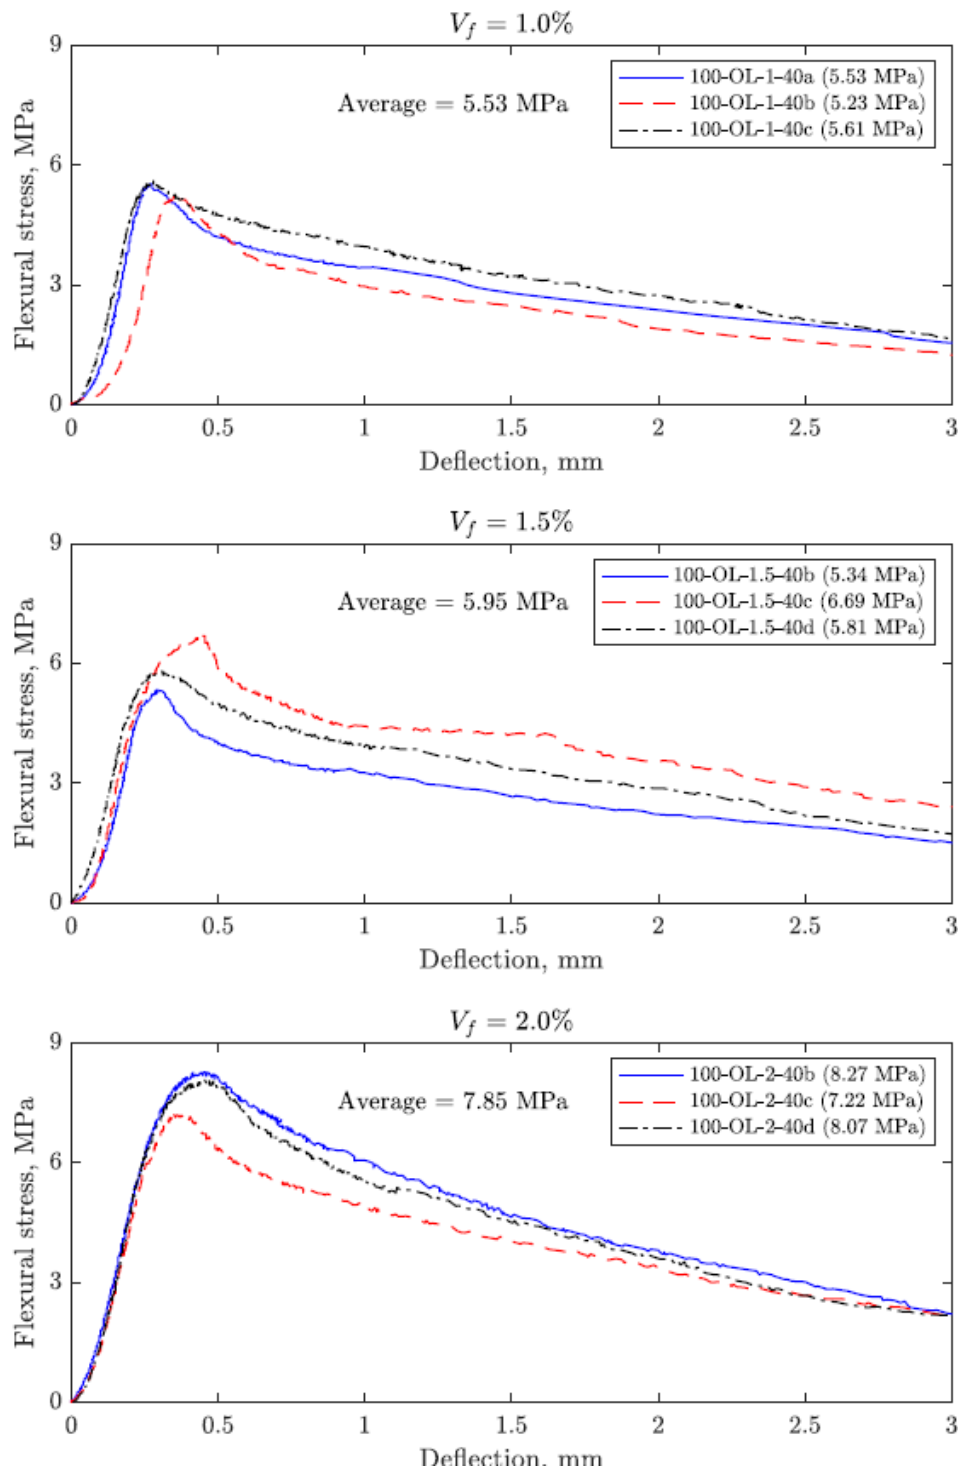 V_f = 1.0%
9
6
3
0
Flexural stress, MPa
Average = 5.53 MPa
100-OL-1-40a (5.53 MPa)
100-OL-1-40b (5.23 MPa)
100-OL-1-40c (5.61 MPa)
0 0.5 1 1.5 2 2.5 3
Deflection, mm
V_f = 1.5%
9
6
3
0
Flexural stress, MPa
Average = 5.95 MPa
100-OL-1.5-40b (5.34 MPa)
100-OL-1.5-40c (6.69 MPa)
100-OL-1.5-40d (5.81 MPa)
0 0.5 1 1.5 2 2.5 3
Deflection, mm
V_f = 2.0%
9
6
3
0
Flexural stress, MPa
Average = 7.85 MPa
100-OL-2-40b (8.27 MPa)
100-OL-2-40c (7.22 MPa)
100-OL-2-40d (8.07 MPa)
0 0.5 1 1.5 2 2.5 3
Deflection, mm